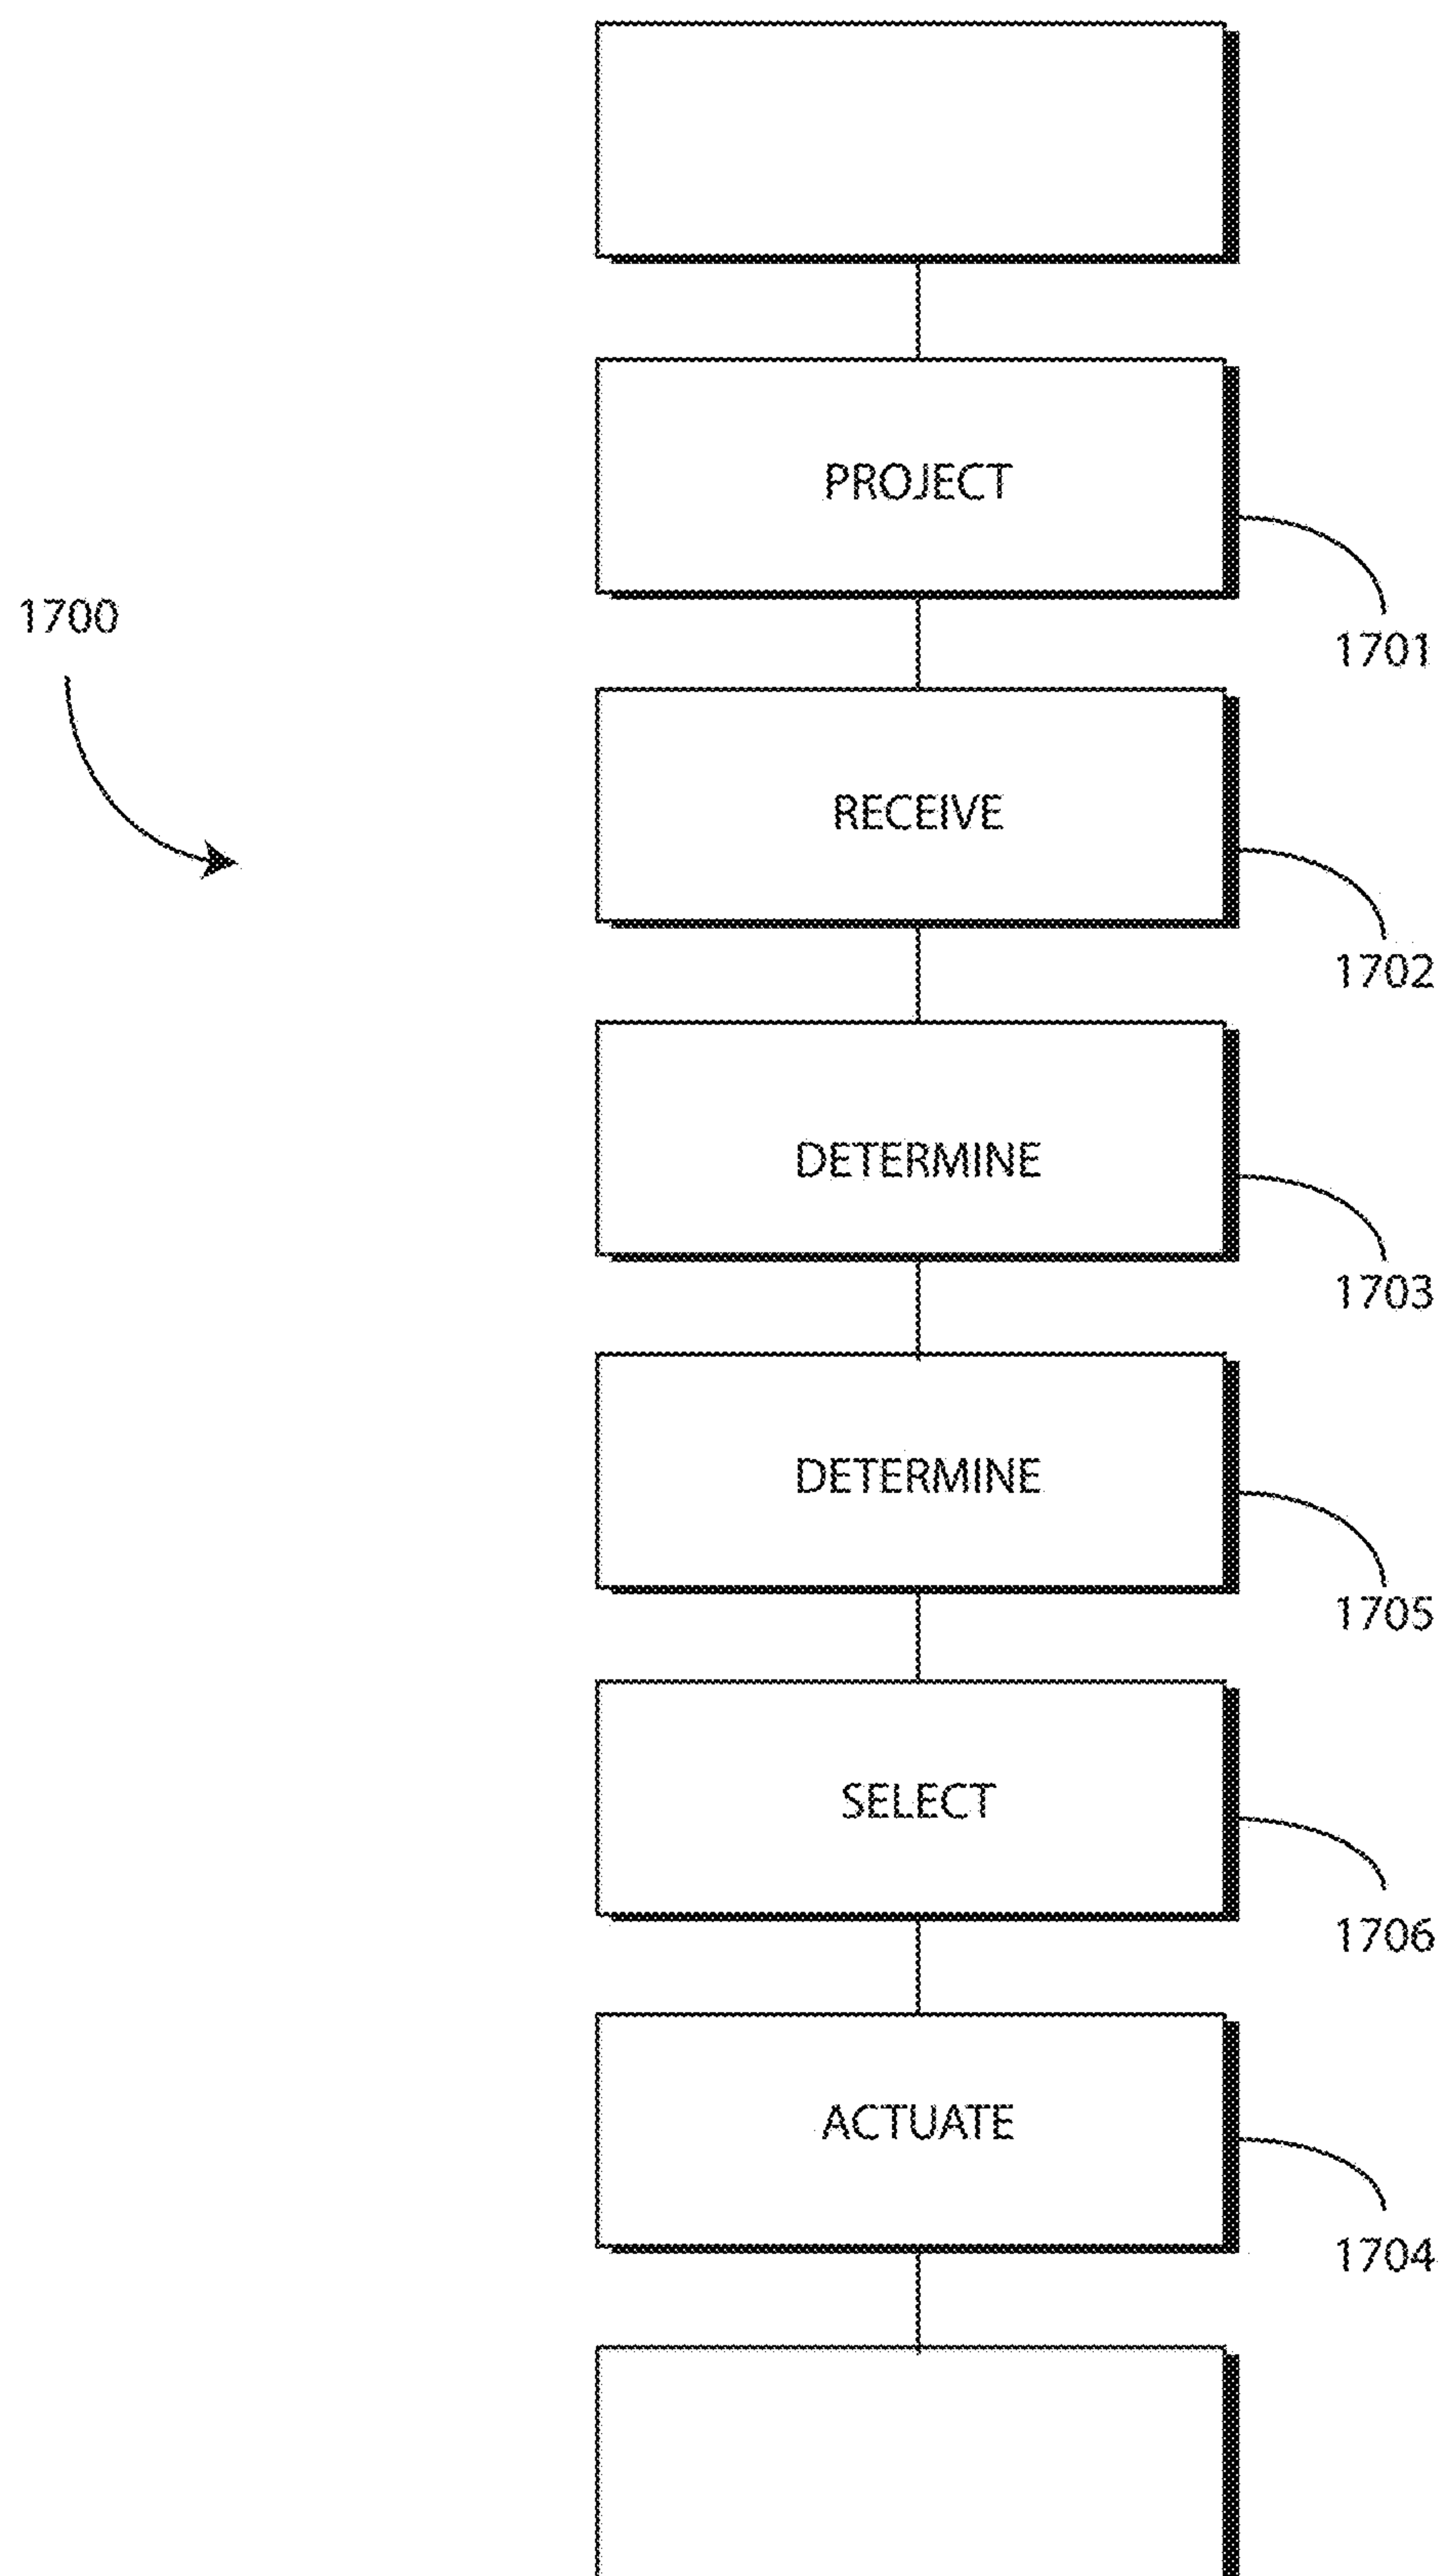 PROJECT
1700
1701
RECEIVE
1702
DETERMINE
1703
DETERMINE
1705
SELECT
1706
ACTUATE
1704